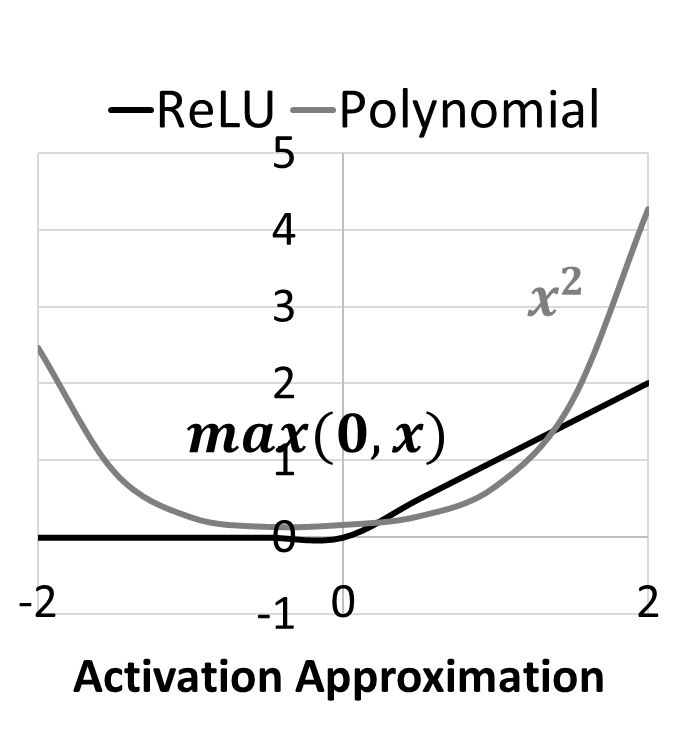 ReLU Polynomial
5
4
x²
3
2
max(0, x)
1
0
-2 0 2
-1
Activation Approximation